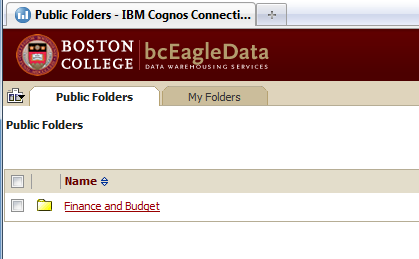 Public Folders - IBM Cognos Connecti...
BOSTON COLLEGE
bcEagleData
DATA WAREHOUSING SERVICES
Public Folders
My Folders
Public Folders
Name
Finance and Budget